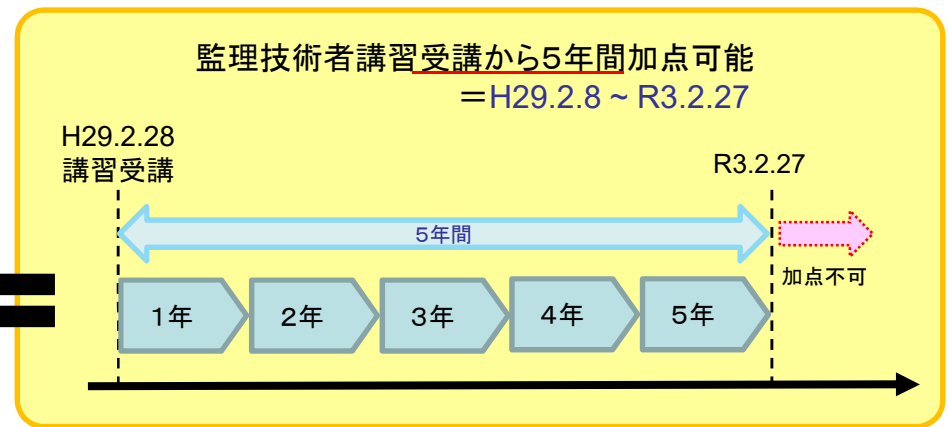 監理技術者講習受講から5年間加点可能
＝H29.2.8 ~ R3.2.27
H29.2.28
講習受講
R3.2.27
5年間
加点不可
1年
2年
3年
4年
5年